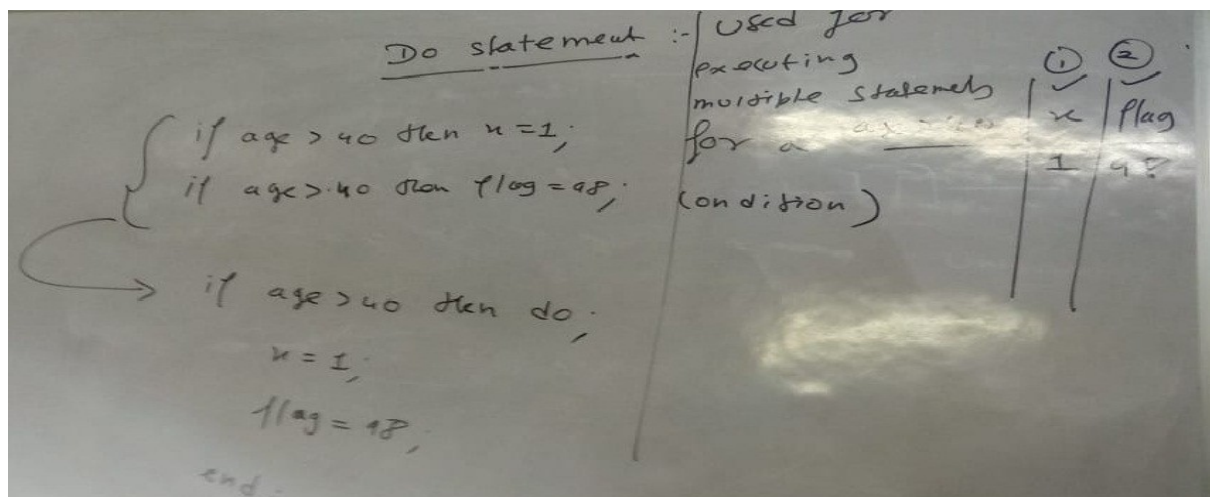 Do statement :- Used for
executing
multiple statemets
for a
condition)
if age > 40 then x = 1;
if age > 40 then flag = 98;
if age > 40 then do;
x = 1;
flag = 98;
end.
① ②
x flag
1